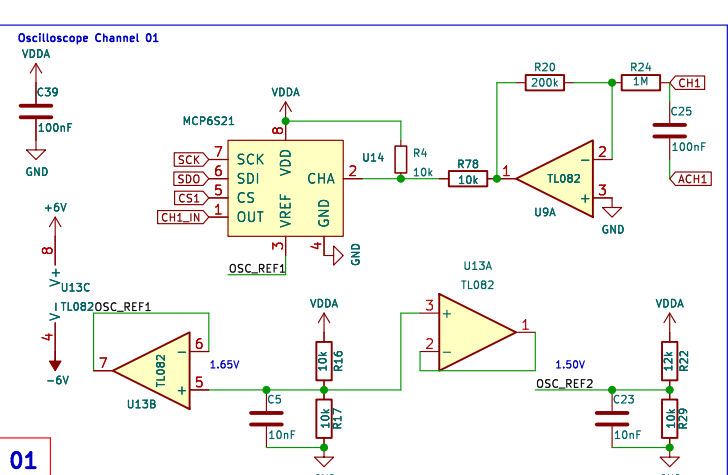 Oscilloscope Channel 01
VDDA
C39
100nF
GND
+6V
8
V+
U13C
TL082
V-
4
-6V
MCP6S21
VDDA
8
SCK 7 SCK
SDO 6 SDI
CS1 5 CS
CH1_IN 1 OUT
VDD
CHA
VREF
GND
2
U14
3
4
GND
OSC_REF1
R4
10k
R78
10k
R20
200k
R24
1M
CH1
C25
100nF
ACH1
1
TL082
2
-
3
+
U9A
GND
OSC_REF1
7
TL082
6
-
5
+
U13B
1.65V
VDDA
10k
R16
C5
10nF
10k
R17
U13A
TL082
3
+
2
-
1
1.50V
OSC_REF2
VDDA
12k
R22
C23
10nF
10k
R29
01